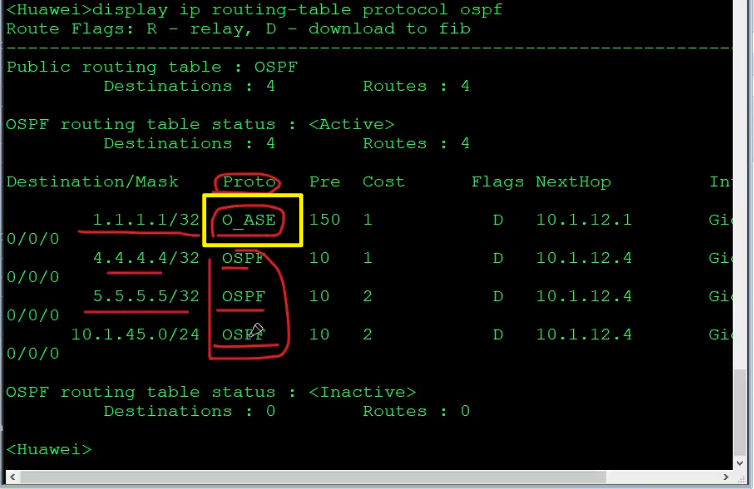 <Huawei>display ip routing-table protocol ospf
Route Flags: R - relay, D - download to fib
------------------------------------------------------------------------------
Public routing table : OSPF
         Destinations : 4        Routes : 4
OSPF routing table status : <Active>
         Destinations : 4        Routes : 4
Destination/Mask    Proto   Pre  Cost      Flags NextHop         Int
        1.1.1.1/32  O_ASE   150  1           D   10.1.12.1       Gi
0/0/0
        4.4.4.4/32  OSPF    10   1           D   10.1.12.4       Gi
0/0/0
        5.5.5.5/32  OSPF    10   2           D   10.1.12.4       Gi
0/0/0
      10.1.45.0/24  OSPF    10   2           D   10.1.12.4       Gi
0/0/0
OSPF routing table status : <Inactive>
         Destinations : 0        Routes : 0
<Huawei>